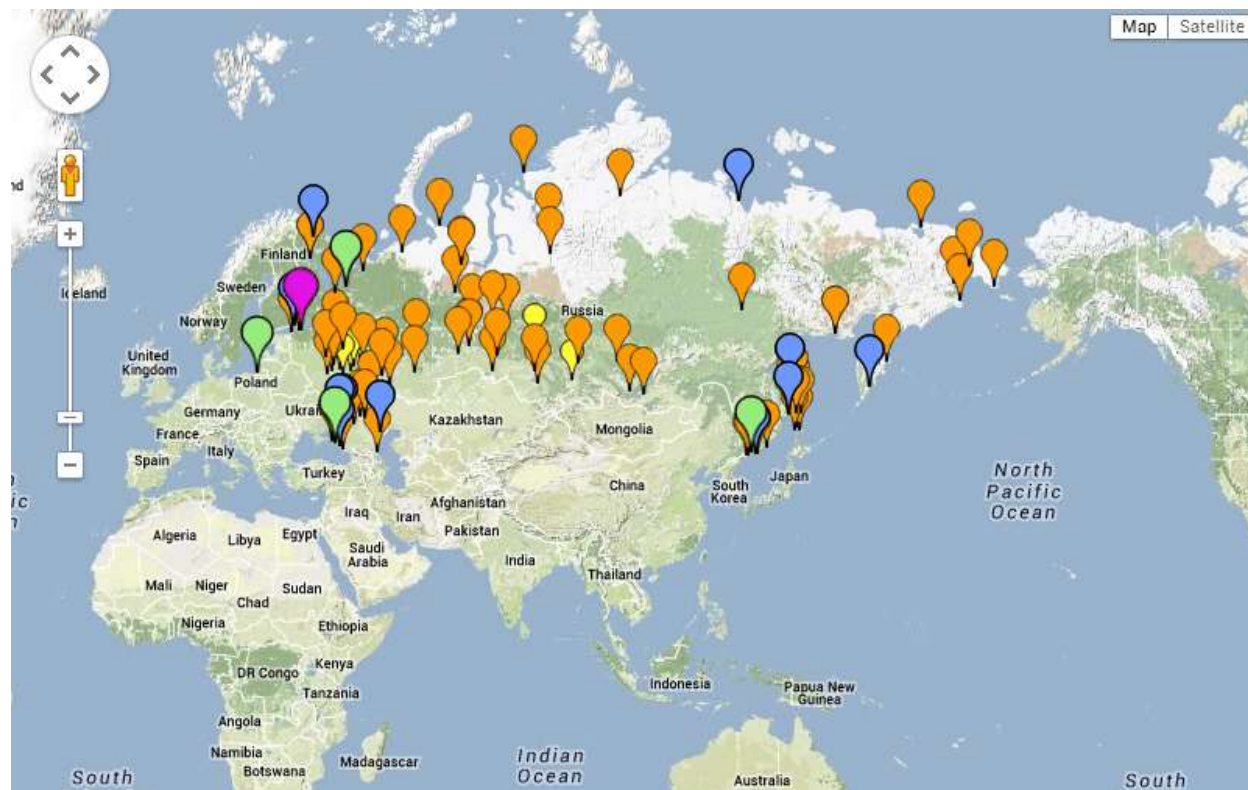 Map
Satellite
nd
Finland
Iceland
Sweden
Norway
Russia
United
Kingdom
Poland
Germany
Ukrai
Kazakhstan
France
Mongolia
Italy
Spain
Turkey
China
South
Korea
Japan
North
Pacific
Ocean
ic
n
Iraq
Iran
Afghanistan
Pakistan
Algeria
Libya
Egypt
Saudi
Arabia
India
Thailand
Mali
Niger
Chad
Sudan
Nigeria
Ethiopia
DR Congo
Kenya
Tanzania
Indonesia
Papua New
Guinea
Angola
Namibia
Botswana
Madagascar
Indian
Ocean
Australia
South
South